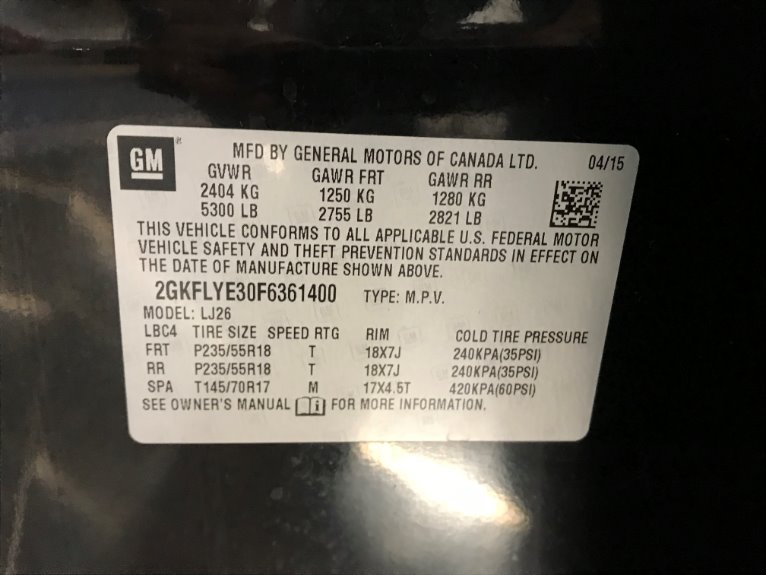 GM
MFD BY GENERAL MOTORS OF CANADA LTD. 04/15
GVWR GAWR FRT GAWR RR
2404 KG 1250 KG 1280 KG
5300 LB 2755 LB 2821 LB
THIS VEHICLE CONFORMS TO ALL APPLICABLE U.S. FEDERAL MOTOR
VEHICLE SAFETY AND THEFT PREVENTION STANDARDS IN EFFECT ON
THE DATE OF MANUFACTURE SHOWN ABOVE.
2GKFLYE30F6361400 TYPE: M.P.V.
MODEL: LJ26
LBC4 TIRE SIZE SPEED RTG RIM COLD TIRE PRESSURE
FRT P235/55R18 T 18X7J 240KPA(35PSI)
RR P235/55R18 T 18X7J 240KPA(35PSI)
SPA T145/70R17 M 17X4.5T 420KPA(60PSI)
SEE OWNER'S MANUAL i FOR MORE INFORMATION.